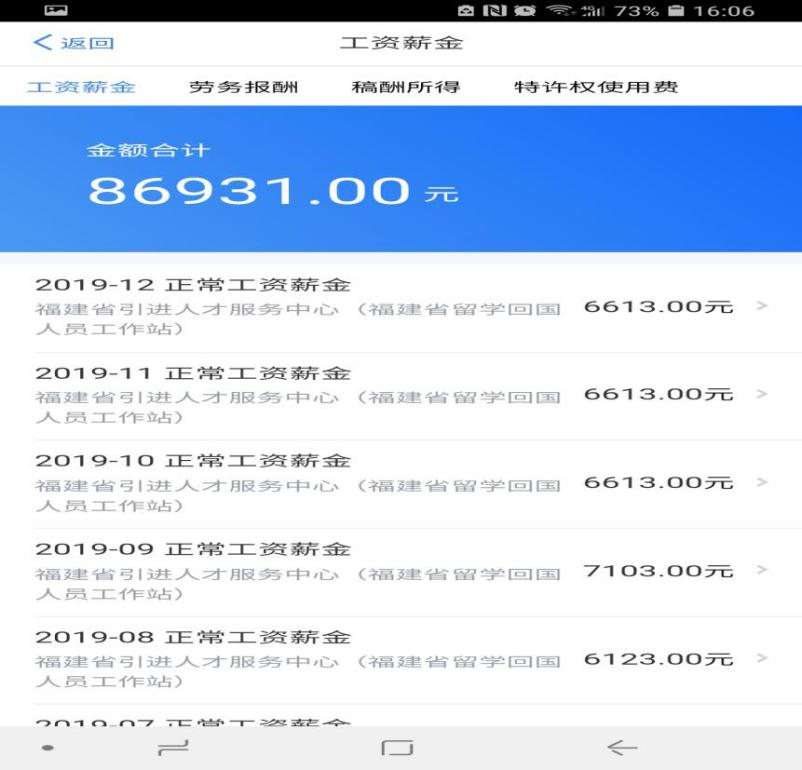 73% 16:06
返回 工资薪金
工资薪金 劳务报酬 稿酬所得 特许权使用费
金额合计
86931.00 元
2019-12 正常工资薪金
福建省引进人才服务中心（福建省留学回国
人员工作站）
6613.00元
2019-11 正常工资薪金
福建省引进人才服务中心（福建省留学回国
人员工作站）
6613.00元
2019-10 正常工资薪金
福建省引进人才服务中心（福建省留学回国
人员工作站）
6613.00元
2019-09 正常工资薪金
福建省引进人才服务中心（福建省留学回国
人员工作站）
7103.00元
2019-08 正常工资薪金
福建省引进人才服务中心（福建省留学回国
人员工作站）
6123.00元
2019-07 正常工资薪金